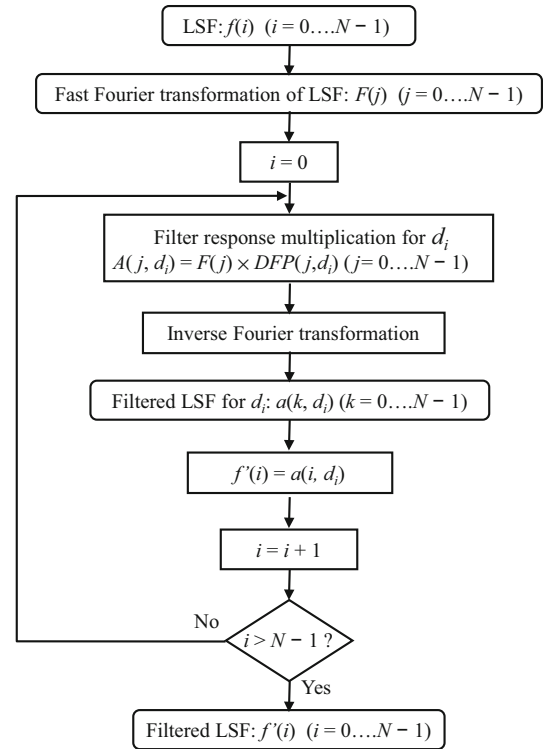 LSF: f(i) (i = 0....N − 1)
Fast Fourier transformation of LSF: F(j) (j = 0....N − 1)
i = 0
Filter response multiplication for d_i
A(j, d_i) = F(j) × DFP(j,d_i) (j= 0....N − 1)
Inverse Fourier transformation
Filtered LSF for d_i: a(k, d_i) (k = 0....N − 1)
f’(i) = a(i, d_i)
i = i + 1
No
i > N − 1 ?
Yes
Filtered LSF: f’(i) (i = 0....N − 1)